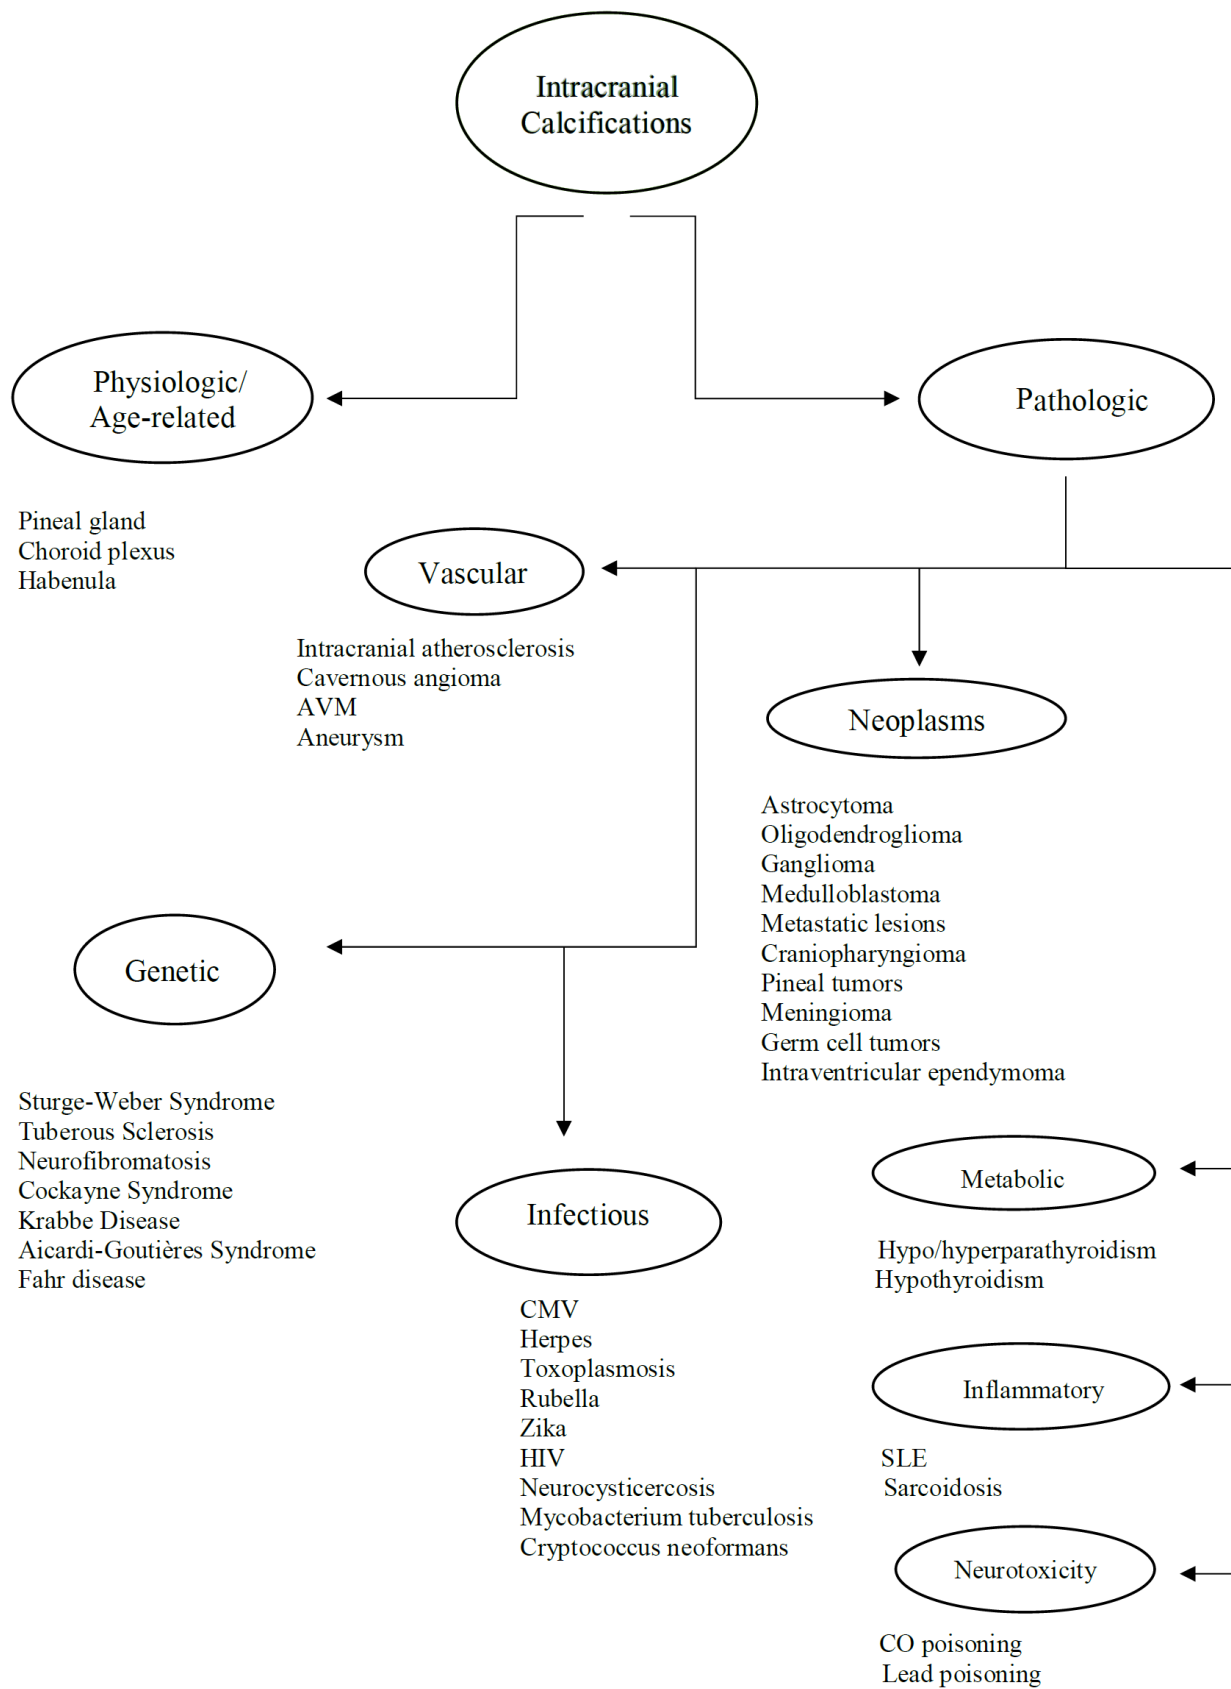 Intracranial
Calcifications
Physiologic/
Age-related
Pathologic
Pineal gland
Choroid plexus
Habenula
Vascular
Intracranial atherosclerosis
Cavernous angioma
AVM
Aneurysm
Neoplasms
Astrocytoma
Oligodendroglioma
Ganglioma
Medulloblastoma
Metastatic lesions
Craniopharyngioma
Pineal tumors
Meningioma
Germ cell tumors
Intraventricular ependymoma
Genetic
Sturge-Weber Syndrome
Tuberous Sclerosis
Neurofibromatosis
Cockayne Syndrome
Krabbe Disease
Aicardi-Goutières Syndrome
Fahr disease
Infectious
CMV
Herpes
Toxoplasmosis
Rubella
Zika
HIV
Neurocysticercosis
Mycobacterium tuberculosis
Cryptococcus neoformans
Metabolic
Hypo/hyperparathyroidism
Hypothyroidism
Inflammatory
SLE
Sarcoidosis
Neurotoxicity
CO poisoning
Lead poisoning